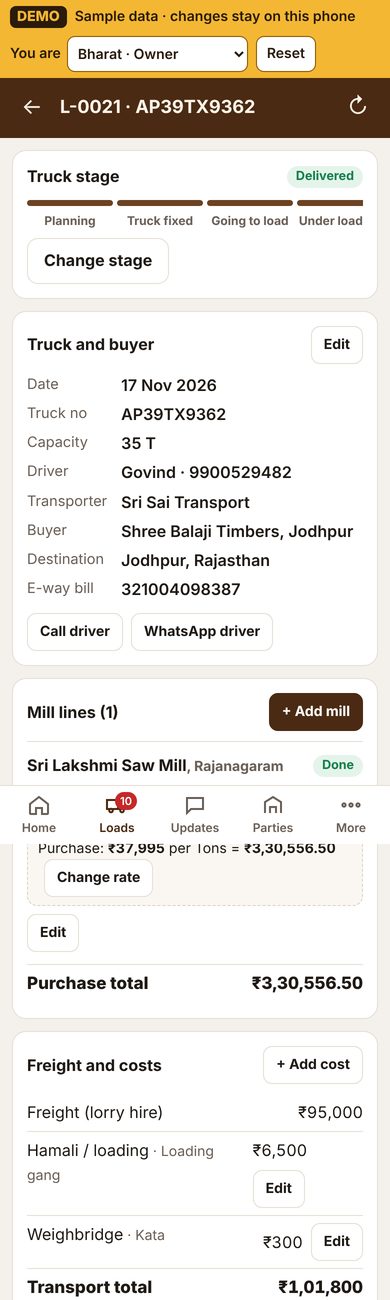 DEMO Sample data · changes stay on this phone
You are Bharat · Owner Reset
L-0021 · AP39TX9362
Truck stage Delivered
Planning Truck fixed Going to load Under load
Change stage
Truck and buyer Edit
Date 17 Nov 2026
Truck no AP39TX9362
Capacity 35 T
Driver Govind · 9900529482
Transporter Sri Sai Transport
Buyer Shree Balaji Timbers, Jodhpur
Destination Jodhpur, Rajasthan
E-way bill 321004098387
Call driver WhatsApp driver
Mill lines (1) + Add mill
Sri Lakshmi Saw Mill, Rajanagaram Done
10
Home Loads Updates Parties More
Purchase: ₹37,995 per Tons = ₹3,30,556.50
Change rate
Edit
Purchase total ₹3,30,556.50
Freight and costs + Add cost
Freight (lorry hire) ₹95,000
Hamali / loading · Loading ₹6,500
gang
Edit
Weighbridge · Kata ₹300 Edit
Transport total ₹1,01,800